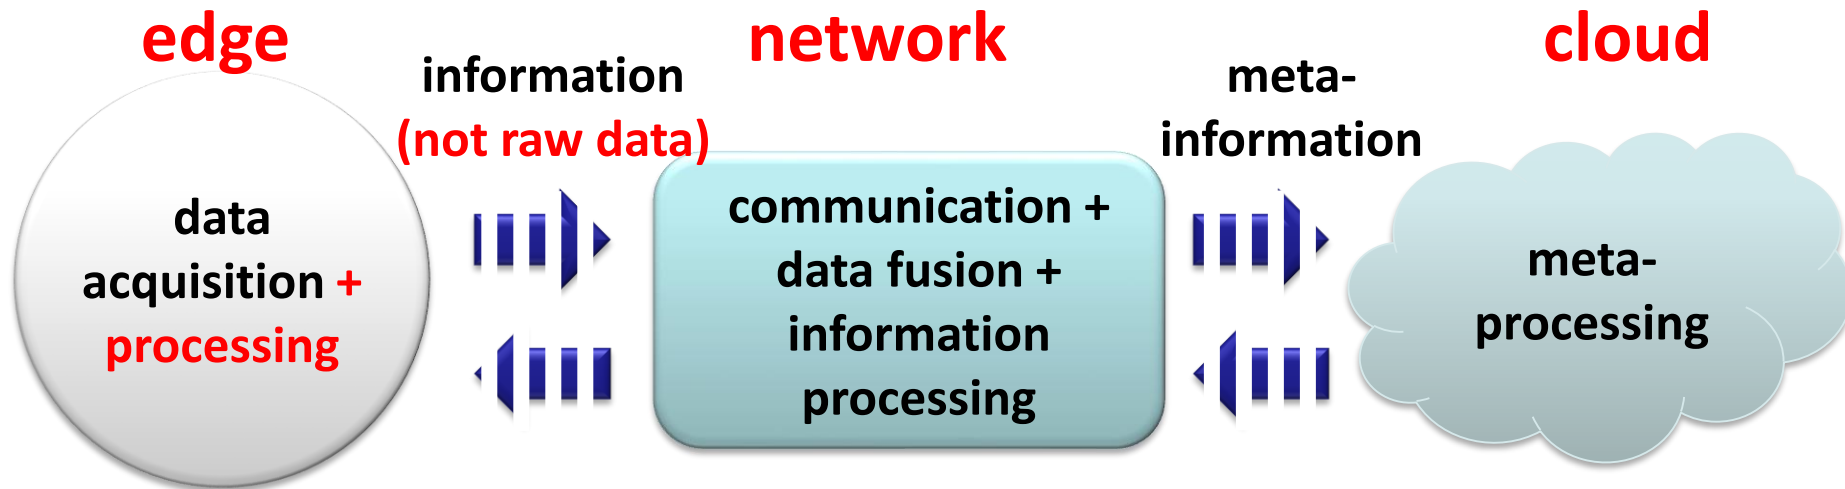 edge
information
(not raw data)
network
meta-
information
cloud
data
acquisition +
processing
communication +
data fusion +
information
processing
meta-
processing